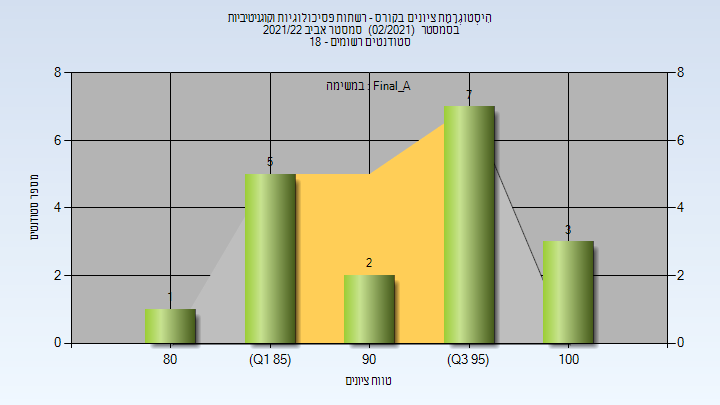 היסטוגרמת ציונים בקורס - רשתות פסיכולוגיות וקוגניטיביות
בסמסטר (02/2021) סמסטר אביב 2021/22
סטודנטים רשומים - 18
במשימה : Final_A
8 8
6 6
4 4
2 2
0 0
מספר סטודנטים
1 5 2 7 3
80 (Q1 85) 90 (Q3 95) 100
טווח ציונים